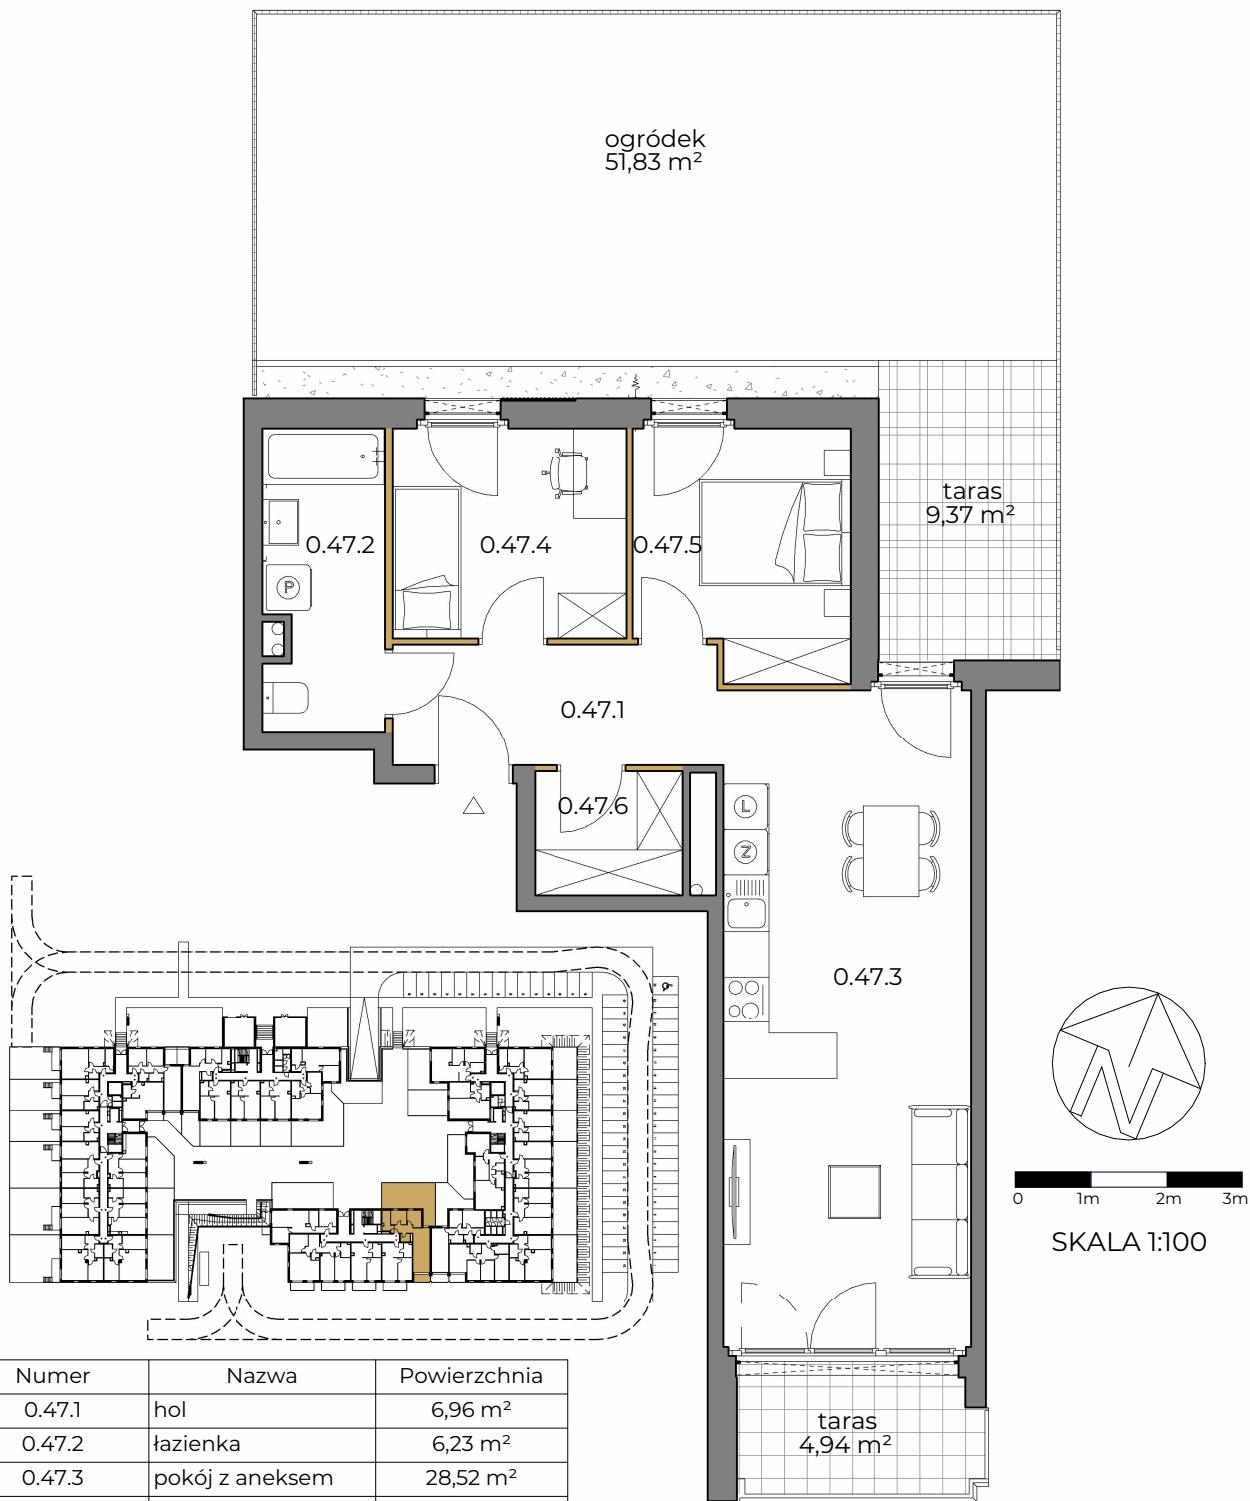 ogródek
51,83 m²
taras
9,37 m²
0.47.2
0.47.4
0.47.5
P
0.47.1
0.47.6
L
Z
0.47.3
N
0 1m 2m 3m
SKALA 1:100
taras
4,94 m²
Numer Nazwa Powierzchnia
0.47.1 hol 6,96 m²
0.47.2 łazienka 6,23 m²
0.47.3 pokój z aneksem 28,52 m²